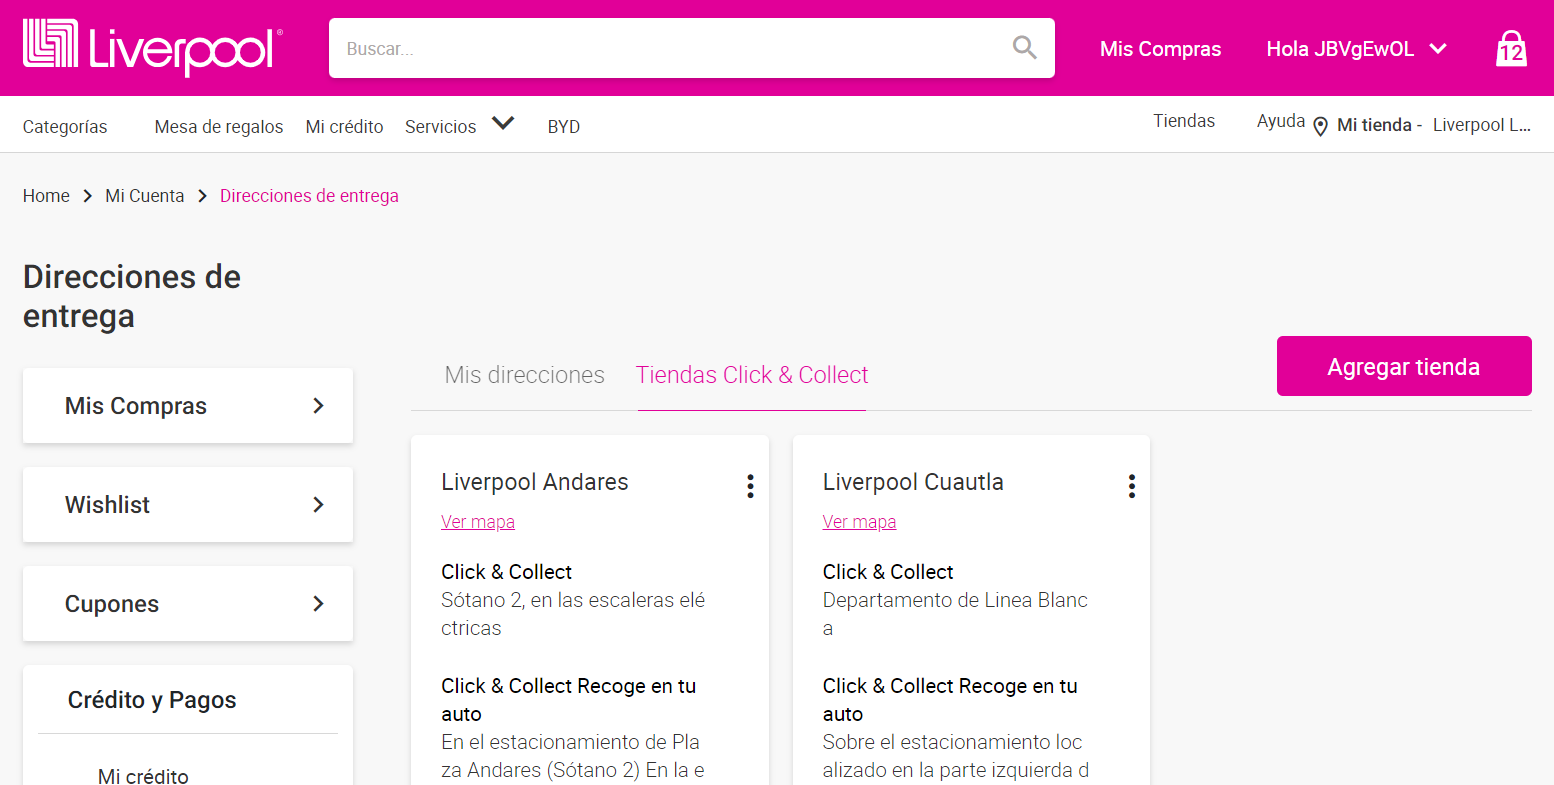 Liverpool®
Buscar...
Mis Compras
Hola JBVgEwOL
12
Categorías
Mesa de regalos
Mi crédito
Servicios
BYD
Tiendas
Ayuda
Mi tienda -
Liverpool L...
Home
Mi Cuenta
Direcciones de entrega
Direcciones de
entrega
Mis Compras
Wishlist
Cupones
Crédito y Pagos
Mi crédito
Mis direcciones
Tiendas Click & Collect
Agregar tienda
Liverpool Andares
Ver mapa
Click & Collect
Sótano 2, en las escaleras elé
ctricas
Click & Collect Recoge en tu
auto
En el estacionamiento de Pla
za Andares (Sótano 2) En la e
Liverpool Cuautla
Ver mapa
Click & Collect
Departamento de Linea Blanc
a
Click & Collect Recoge en tu
auto
Sobre el estacionamiento loc
alizado en la parte izquierda d